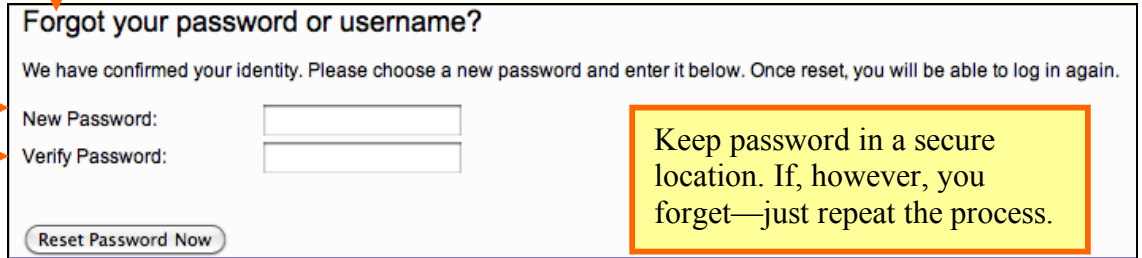 Forgot your password or username?
We have confirmed your identity. Please choose a new password and enter it below. Once reset, you will be able to log in again.
New Password:
Verify Password:
Keep password in a secure
location. If, however, you
forget—just repeat the process.
Reset Password Now